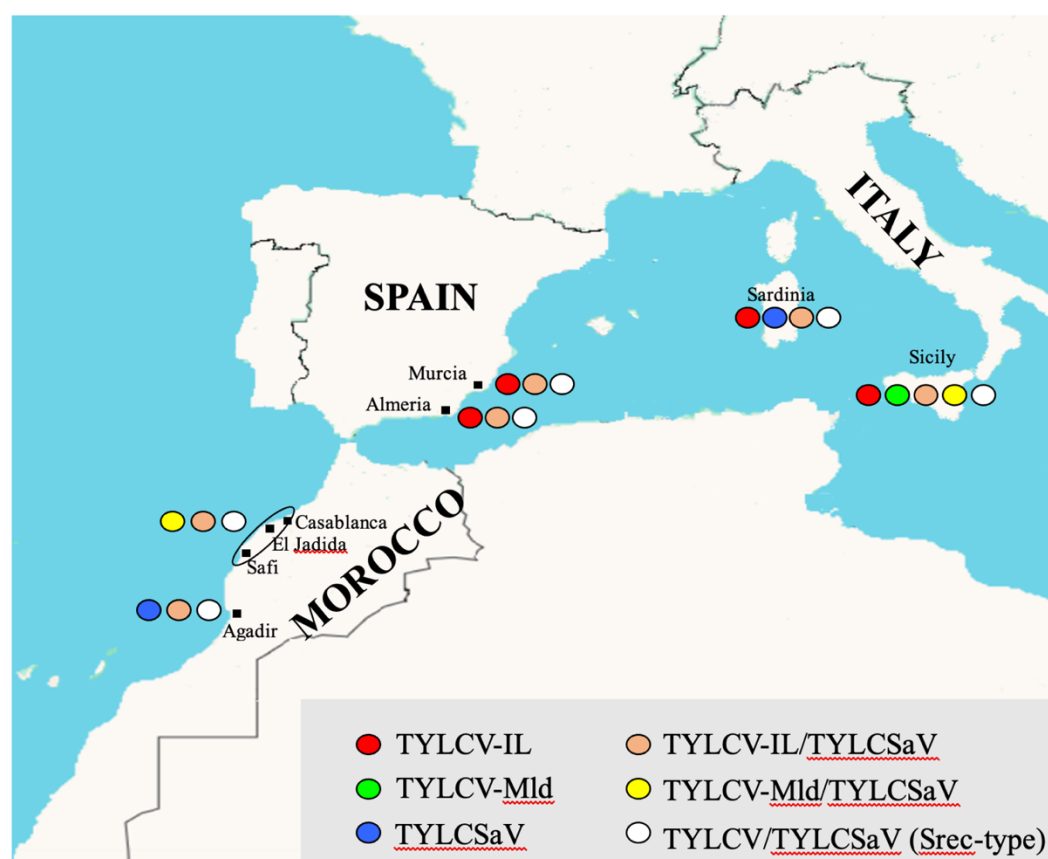 ITALY
Sardinia
SPAIN
Sicily
Murcia
Almeria
Casablanca
El Jadida
Safi
MOROCCO
Agadir
TYLCV-IL
TYLCV-IL/TYLCSaV
TYLCV-Mld
TYLCV-Mld/TYLCSaV
TYLCSaV
TYLCV/TYLCSaV (Srec-type)